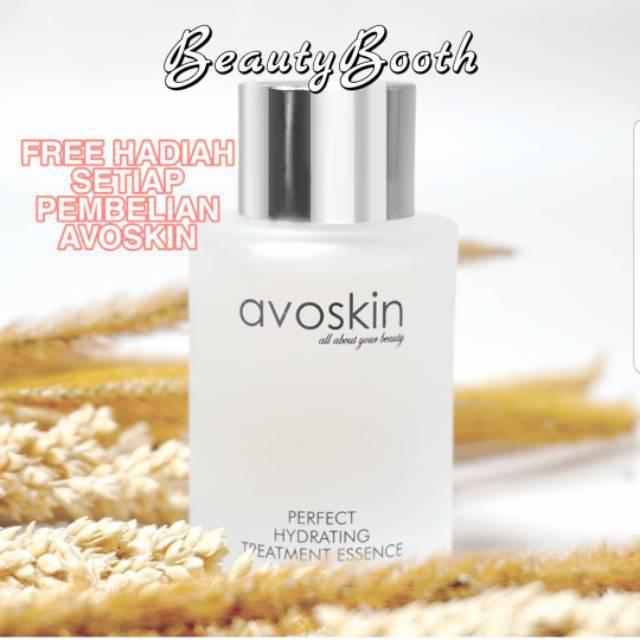 BeautyBooth
FREE HADIAH
SETIAP
PEMBELIAN
AVOSKIN
avoskin
all about your beauty
PERFECT
HYDRATING
TREATMENT ESSENCE